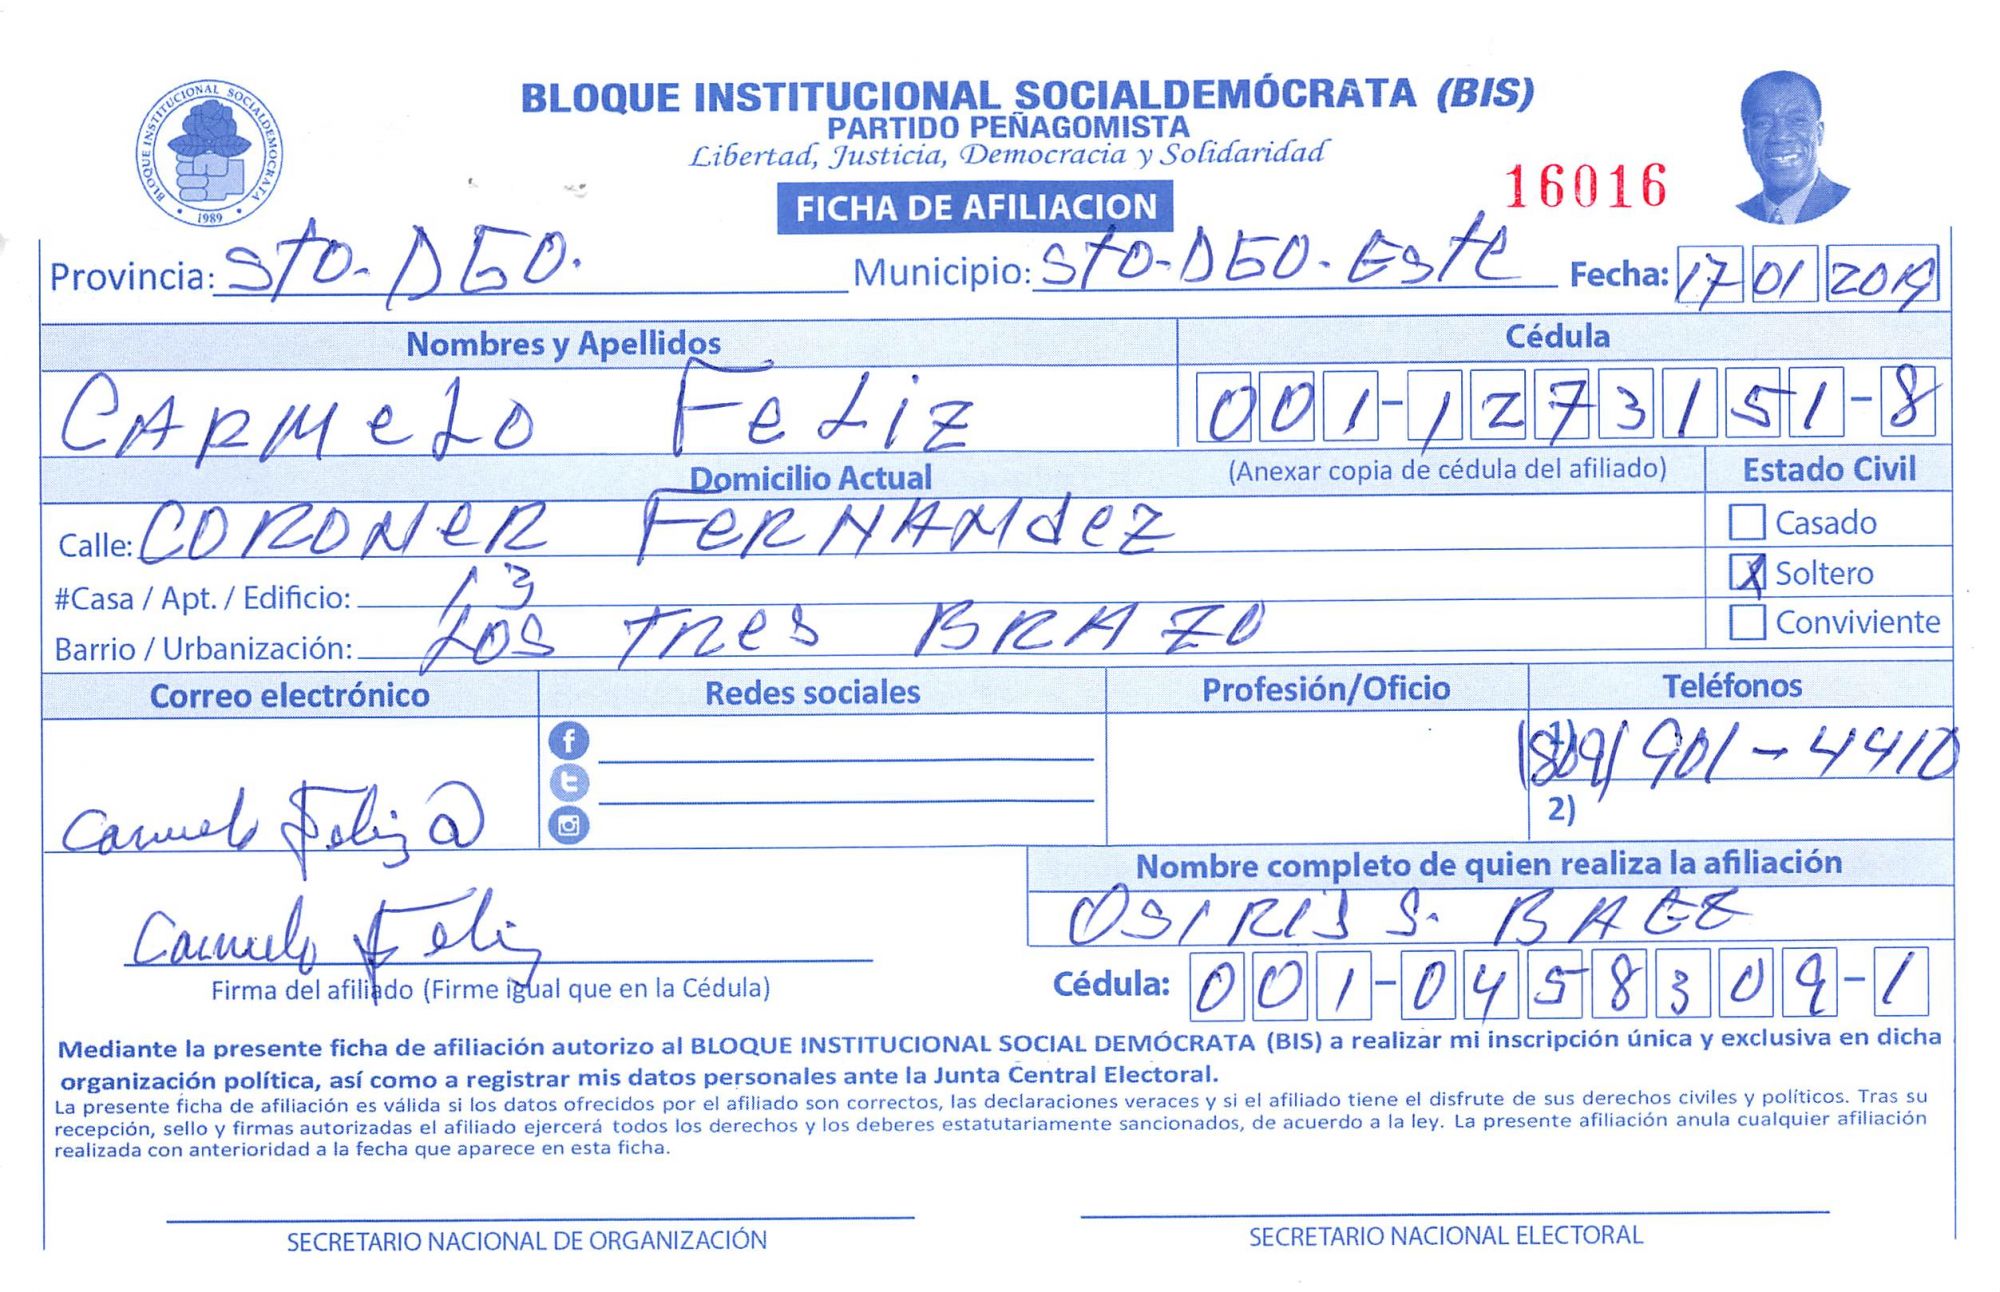 BLOQUE INSTITUCIONAL SOCIALDEMOCRATA
1989
BLOQUE INSTITUCIONAL SOCIALDEMÓCRATA (BIS)
PARTIDO PEÑAGOMISTA
Libertad, Justicia, Democracia y Solidaridad
16016
FICHA DE AFILIACION
Provincia: STO-DGO. Municipio: STO-DGO. Este Fecha: 17 01 2019
Nombres y Apellidos Cédula
CARMeLO FeLiz 001-1273151-8
Domicilio Actual (Anexar copia de cédula del afiliado) Estado Civil
Calle: CORONeR FeRNANdez Casado
#Casa / Apt. / Edificio: 13 X Soltero
Barrio / Urbanización: LOS TReS BRAZO Conviviente
Correo electrónico Redes sociales Profesión/Oficio Teléfonos
1) (809) 901-4410
2)
Carmelo Feliz
Nombre completo de quien realiza la afiliación
OSIRIS S. BAEZ
Carmelo Feliz
Firma del afiliado (Firme igual que en la Cédula) Cédula: 001-0458309-1
Mediante la presente ficha de afiliación autorizo al BLOQUE INSTITUCIONAL SOCIAL DEMÓCRATA (BIS) a realizar mi inscripción única y exclusiva en dicha
organización política, así como a registrar mis datos personales ante la Junta Central Electoral.
La presente ficha de afiliación es válida si los datos ofrecidos por el afiliado son correctos, las declaraciones veraces y si el afiliado tiene el disfrute de sus derechos civiles y políticos. Tras su
recepción, sello y firmas autorizadas el afiliado ejercerá todos los derechos y los deberes estatutariamente sancionados, de acuerdo a la ley. La presente afiliación anula cualquier afiliación
realizada con anterioridad a la fecha que aparece en esta ficha.
SECRETARIO NACIONAL DE ORGANIZACIÓN SECRETARIO NACIONAL ELECTORAL